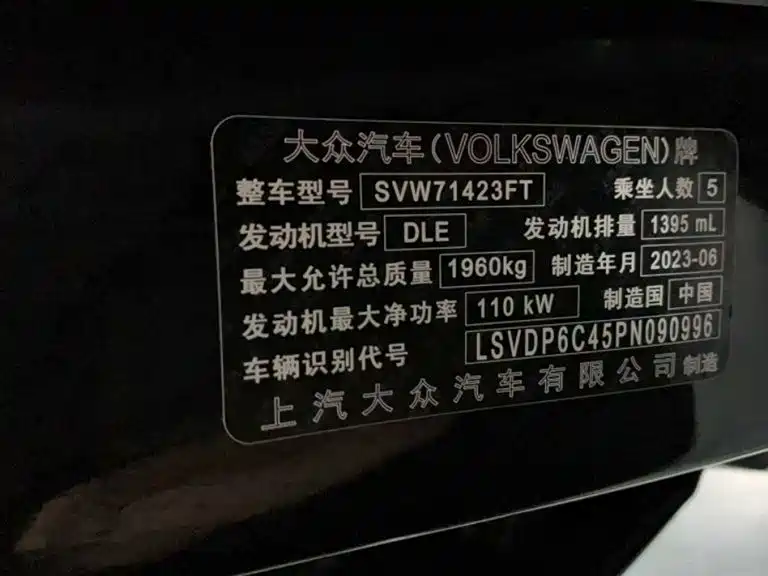 大众汽车(VOLKSWAGEN)牌
整车型号 SVW71423FT 乘坐人数 5
发动机型号 DLE 发动机排量 1395 mL
最大允许总质量 1960kg 制造年月 2023-06
发动机最大净功率 110 kW 制造国 中国
车辆识别代号 LSVDP6C45PN090996
上汽大众汽车有限公司 制造